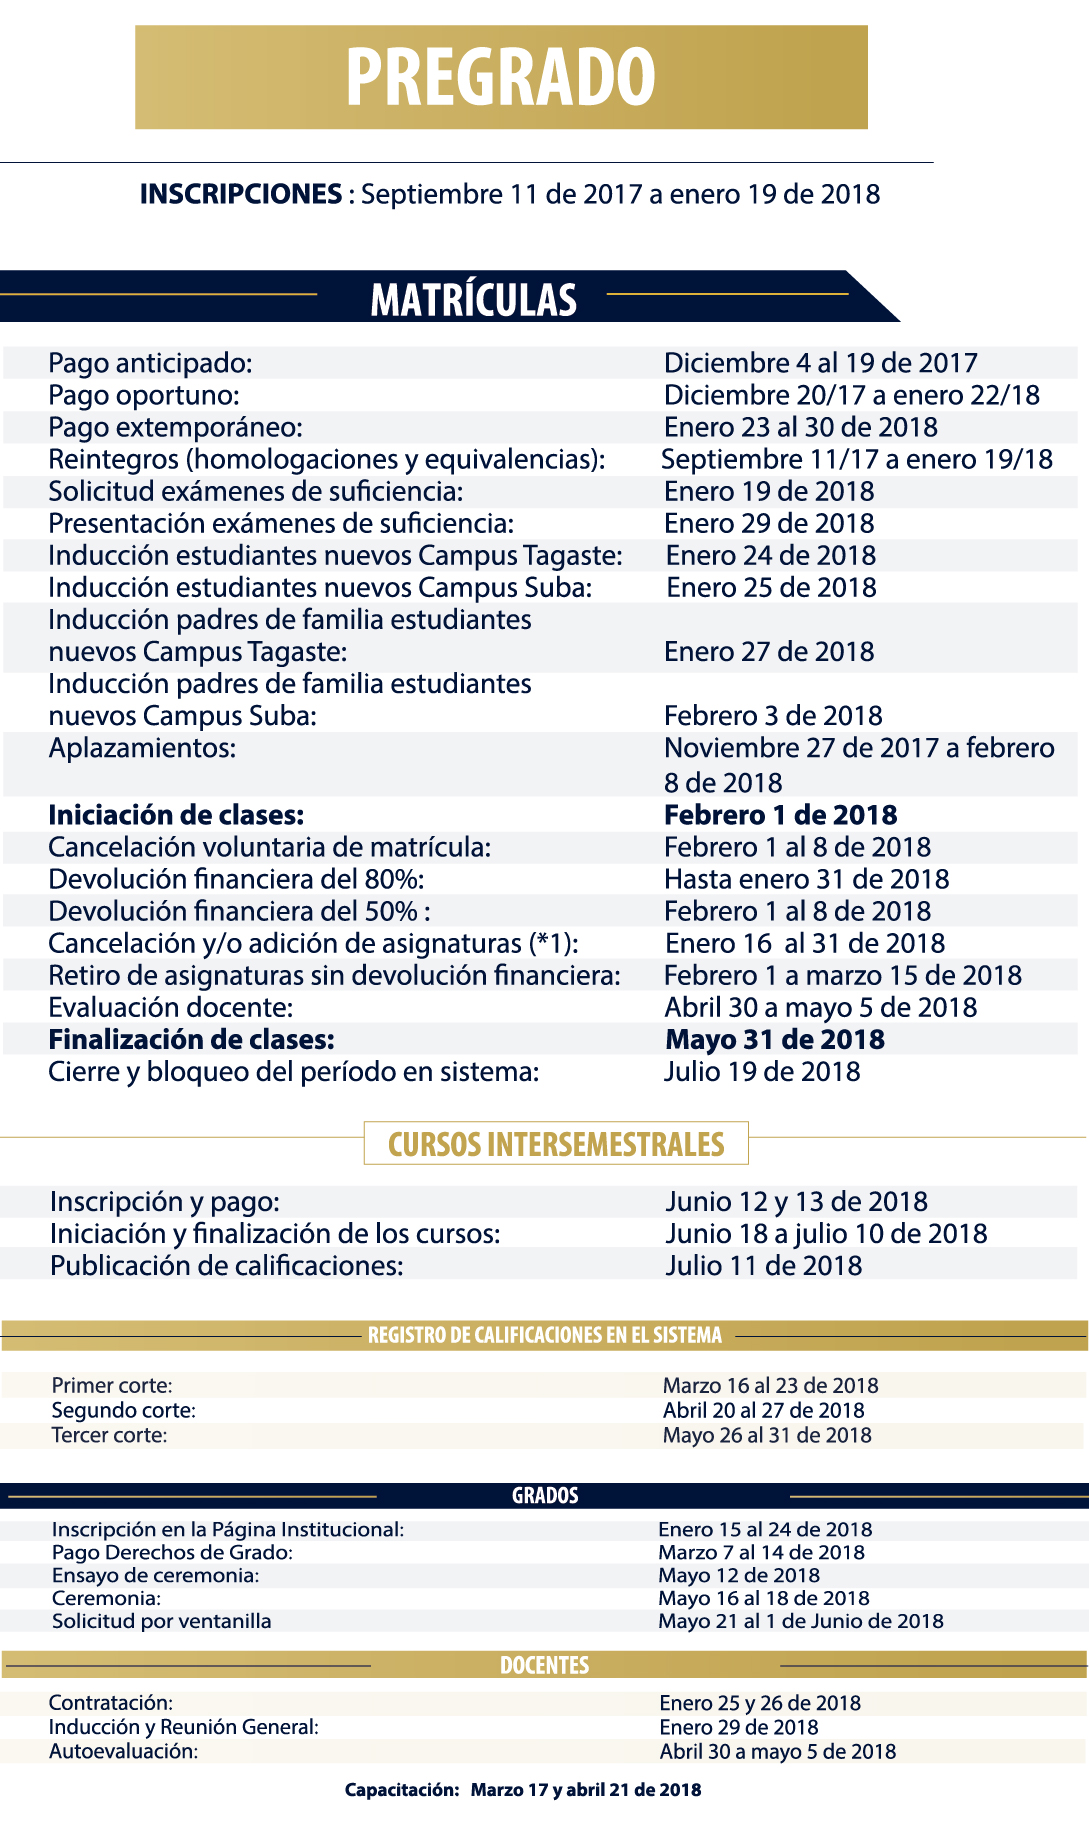 PREGRADO
INSCRIPCIONES : Septiembre 11 de 2017 a enero 19 de 2018
MATRÍCULAS
Pago anticipado: Diciembre 4 al 19 de 2017
Pago oportuno: Diciembre 20/17 a enero 22/18
Pago extemporáneo: Enero 23 al 30 de 2018
Reintegros (homologaciones y equivalencias): Septiembre 11/17 a enero 19/18
Solicitud exámenes de suficiencia: Enero 19 de 2018
Presentación exámenes de suficiencia: Enero 29 de 2018
Inducción estudiantes nuevos Campus Tagaste: Enero 24 de 2018
Inducción estudiantes nuevos Campus Suba: Enero 25 de 2018
Inducción padres de familia estudiantes
nuevos Campus Tagaste: Enero 27 de 2018
Inducción padres de familia estudiantes
nuevos Campus Suba: Febrero 3 de 2018
Aplazamientos: Noviembre 27 de 2017 a febrero
8 de 2018
Iniciación de clases: Febrero 1 de 2018
Cancelación voluntaria de matrícula: Febrero 1 al 8 de 2018
Devolución financiera del 80%: Hasta enero 31 de 2018
Devolución financiera del 50% : Febrero 1 al 8 de 2018
Cancelación y/o adición de asignaturas (*1): Enero 16 al 31 de 2018
Retiro de asignaturas sin devolución financiera: Febrero 1 a marzo 15 de 2018
Evaluación docente: Abril 30 a mayo 5 de 2018
Finalización de clases: Mayo 31 de 2018
Cierre y bloqueo del período en sistema: Julio 19 de 2018
CURSOS INTERSEMESTRALES
Inscripción y pago: Junio 12 y 13 de 2018
Iniciación y finalización de los cursos: Junio 18 a julio 10 de 2018
Publicación de calificaciones: Julio 11 de 2018
REGISTRO DE CALIFICACIONES EN EL SISTEMA
Primer corte: Marzo 16 al 23 de 2018
Segundo corte: Abril 20 al 27 de 2018
Tercer corte: Mayo 26 al 31 de 2018
GRADOS
Inscripción en la Página Institucional: Enero 15 al 24 de 2018
Pago Derechos de Grado: Marzo 7 al 14 de 2018
Ensayo de ceremonia: Mayo 12 de 2018
Ceremonia: Mayo 16 al 18 de 2018
Solicitud por ventanilla Mayo 21 al 1 de Junio de 2018
DOCENTES
Contratación: Enero 25 y 26 de 2018
Inducción y Reunión General: Enero 29 de 2018
Autoevaluación: Abril 30 a mayo 5 de 2018
Capacitación: Marzo 17 y abril 21 de 2018